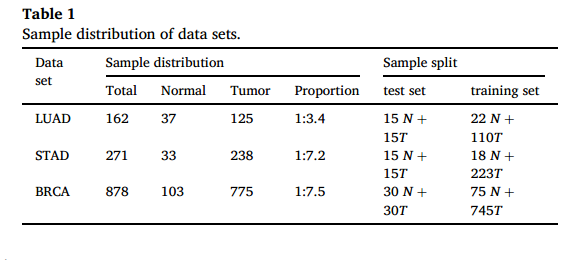 Table 1
Sample distribution of data sets.
Data set Sample distribution Sample split
Total Normal Tumor Proportion test set training set
LUAD 162 37 125 1:3.4 15 N + 22 N +
15T 110T
STAD 271 33 238 1:7.2 15 N + 18 N +
15T 223T
BRCA 878 103 775 1:7.5 30 N + 75 N +
30T 745T